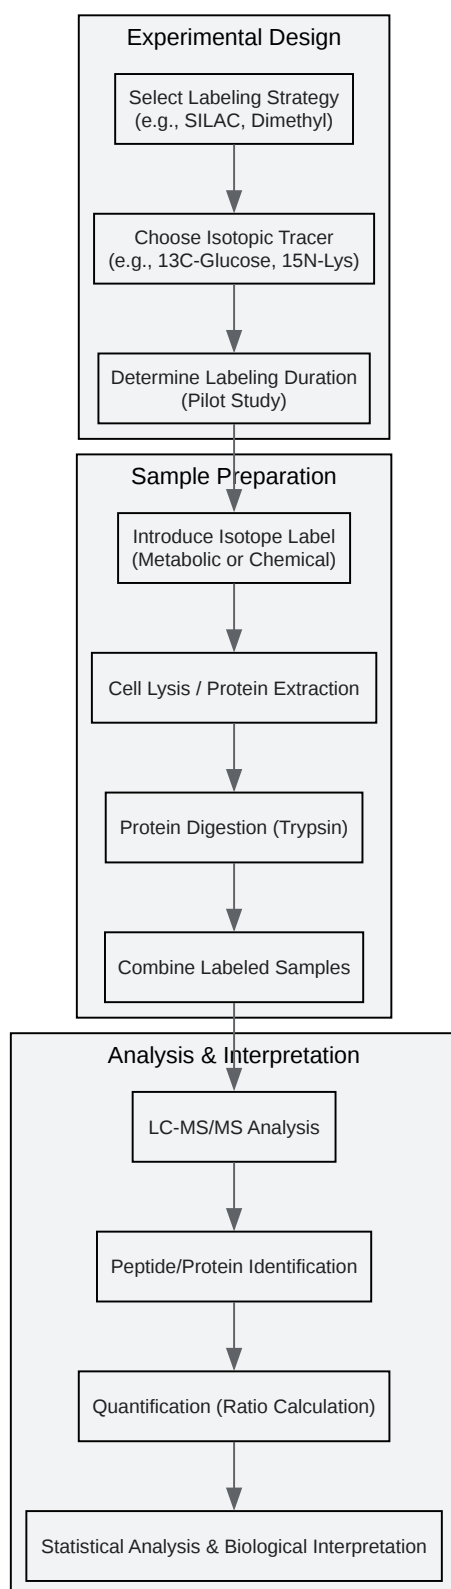 Experimental Design
Select Labeling Strategy
(e.g., SILAC, Dimethyl)
Choose Isotopic Tracer
(e.g., 13C-Glucose, 15N-Lys)
Determine Labeling Duration
(Pilot Study)
Sample Preparation
Introduce Isotope Label
(Metabolic or Chemical)
Cell Lysis / Protein Extraction
Protein Digestion (Trypsin)
Combine Labeled Samples
Analysis & Interpretation
LC-MS/MS Analysis
Peptide/Protein Identification
Quantification (Ratio Calculation)
Statistical Analysis & Biological Interpretation